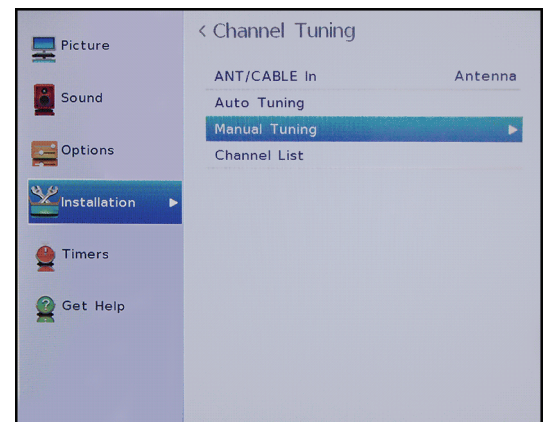 Picture
Sound
Options
Installation
Timers
Get Help
< Channel Tuning
ANT/CABLE In Antenna
Auto Tuning
Manual Tuning
Channel List